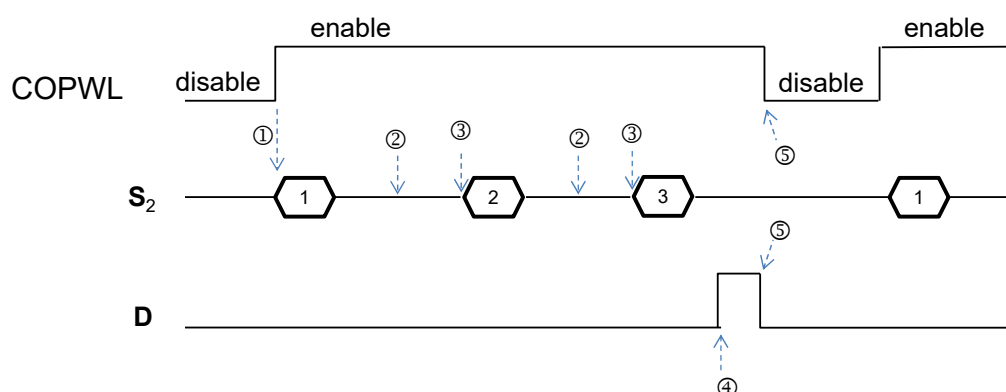 enable
enable
disable
disable
COPWL
①
②
③
②
③
⑤
S₂
1
2
3
1
⑤
D
④